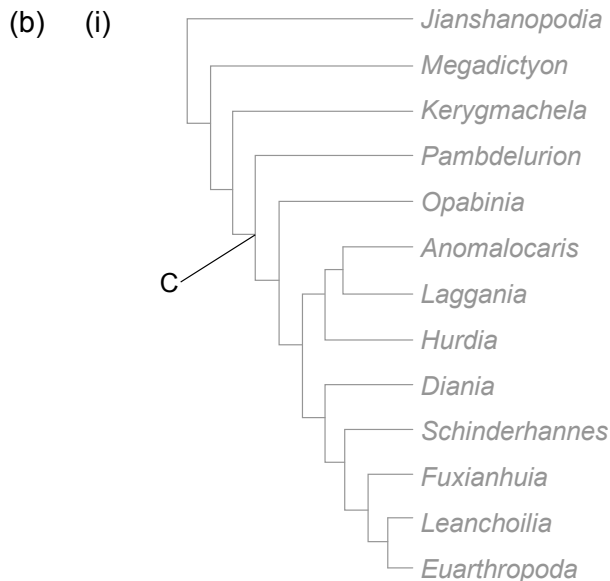 (b) (i)
Jianshanopodia
Megadictyon
Kerygmachela
Pambdelurion
Opabinia
Anomalocaris
C
Laggania
Hurdia
Diania
Schinderhannes
Fuxianhuia
Leanchoilia
Euarthropoda